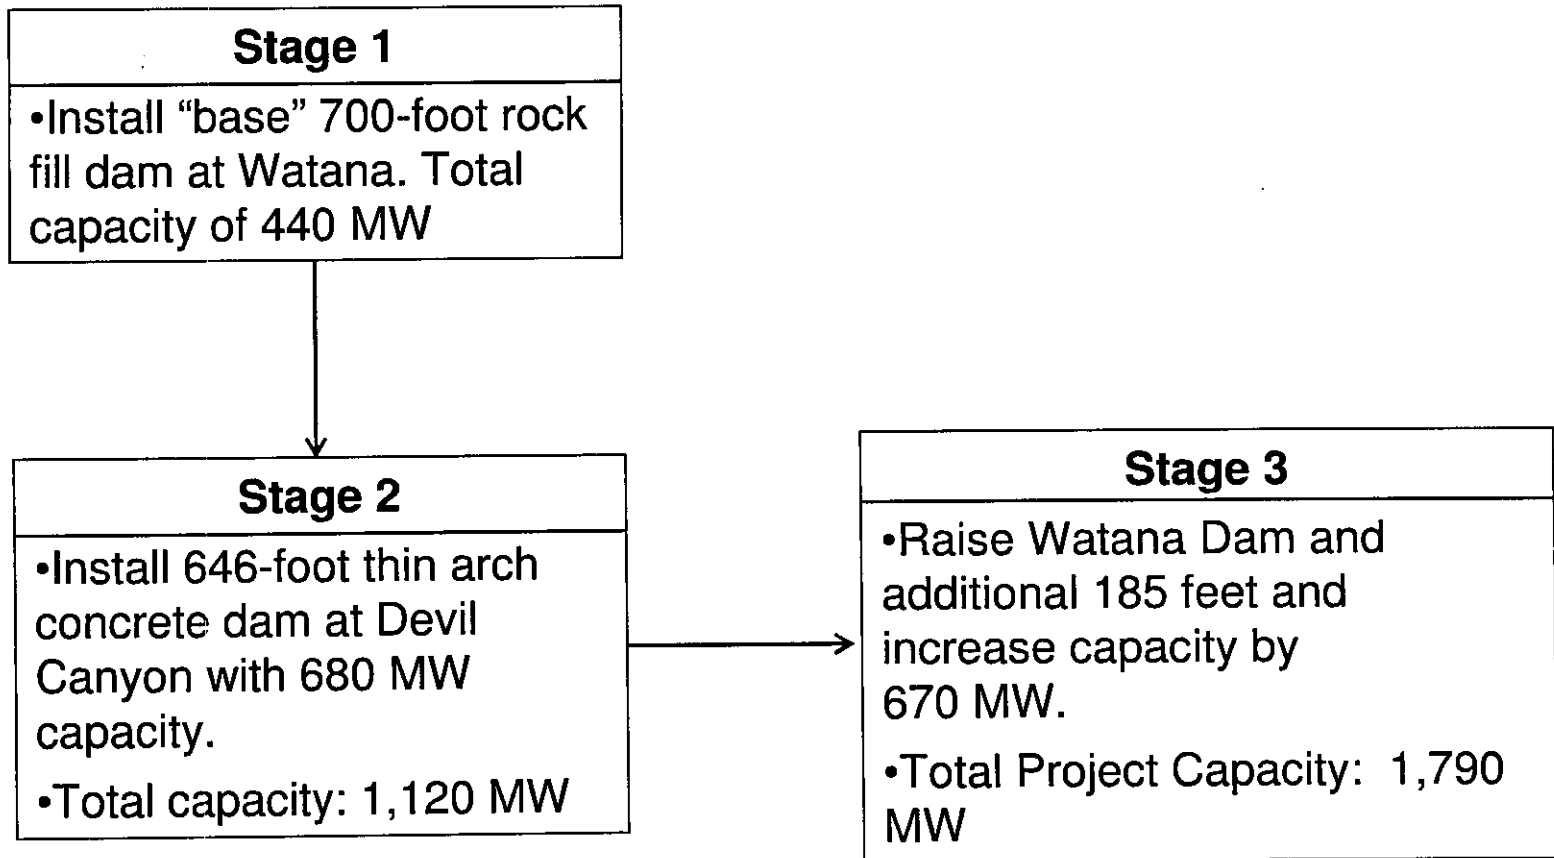 Stage 1
•Install “base” 700-foot rock
fill dam at Watana. Total
capacity of 440 MW
Stage 2
•Install 646-foot thin arch
concrete dam at Devil
Canyon with 680 MW
capacity.
•Total capacity: 1,120 MW
Stage 3
•Raise Watana Dam and
additional 185 feet and
increase capacity by
670 MW.
•Total Project Capacity: 1,790
MW